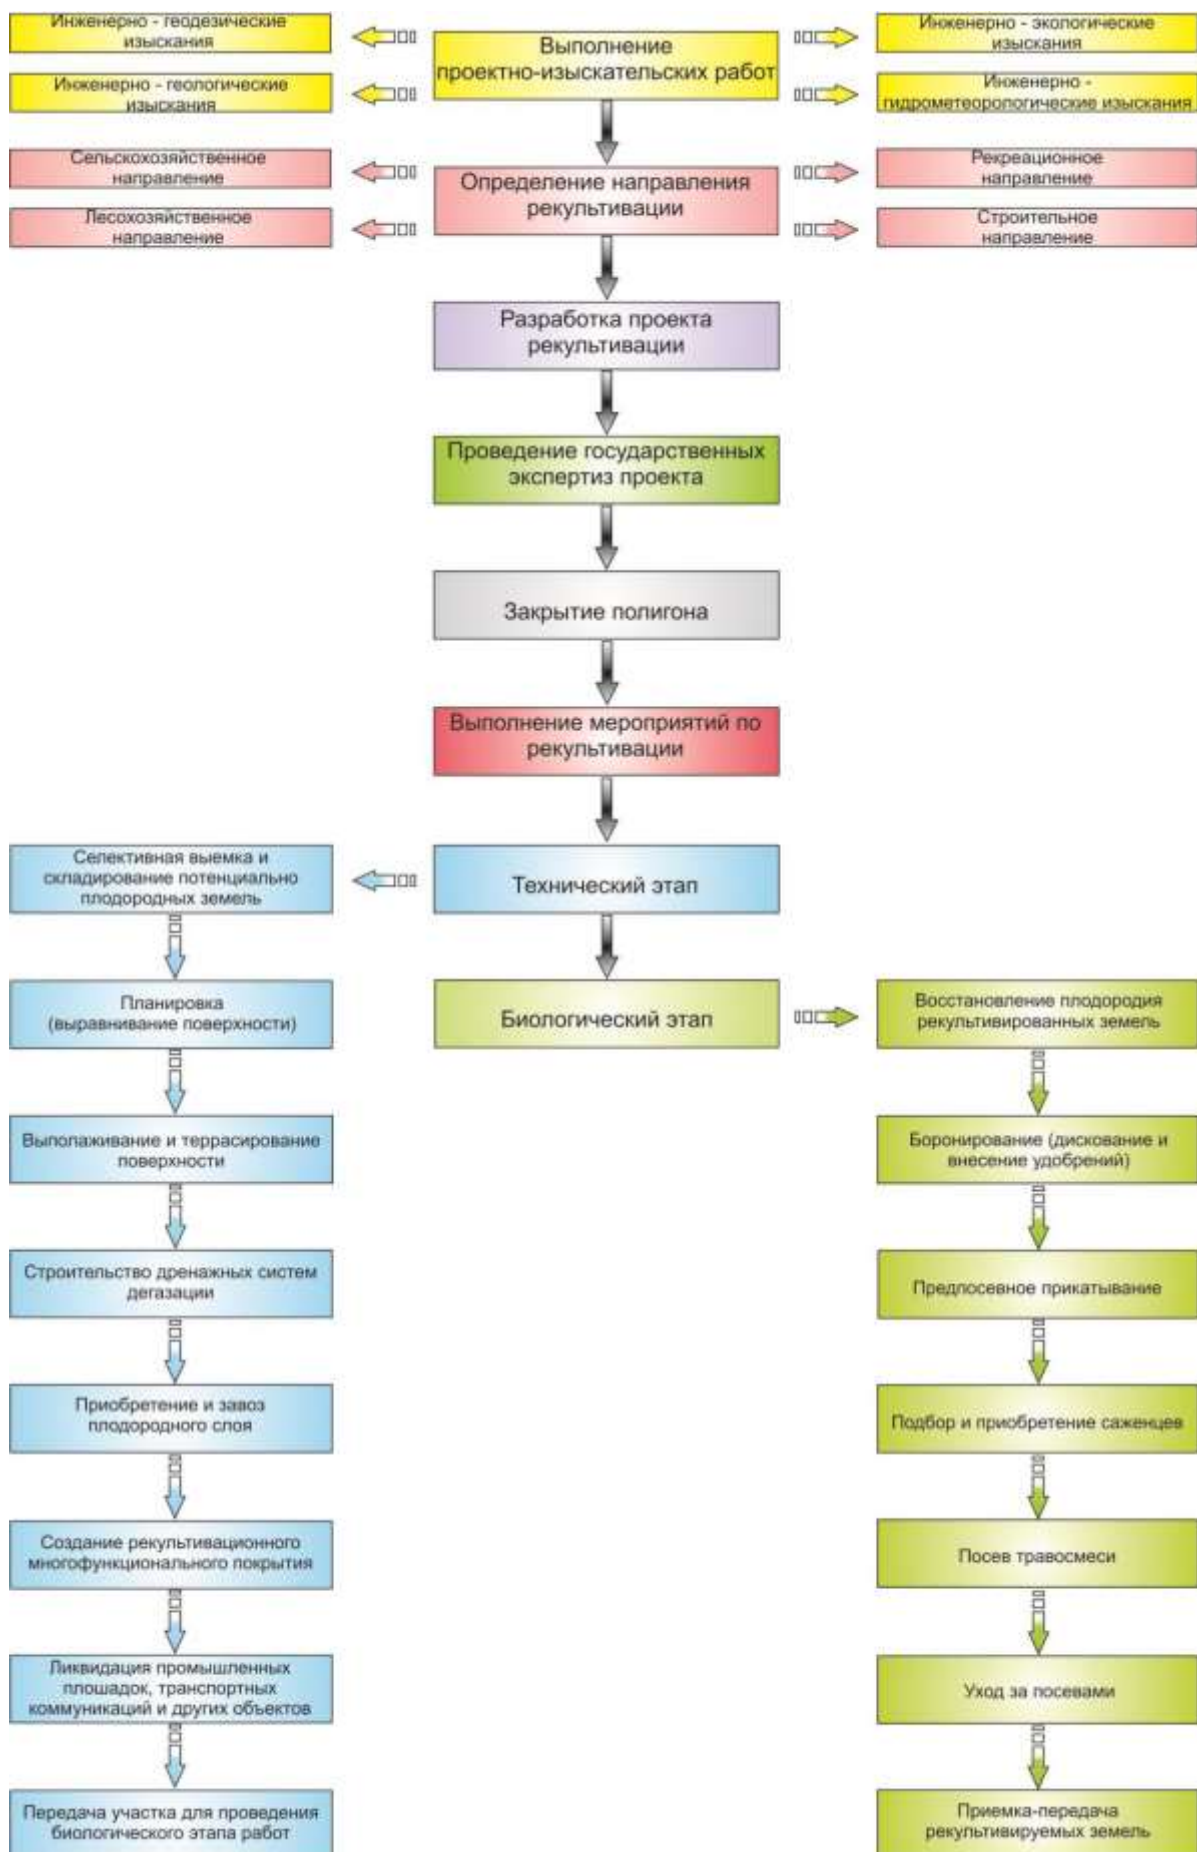 Инженерно - геодезические
изыскания
Выполнение
проектно-изыскательских работ
Инженерно - экологические
изыскания
Инженерно - геологические
изыскания
Инженерно -
гидрометеорологические изыскания
Сельскохозяйственное
направление
Определение направления
рекультивации
Рекреационное
направление
Лесохозяйственное
направление
Строительное
направление
Разработка проекта
рекультивации
Проведение государственных
экспертиз проекта
Закрытие полигона
Выполнение мероприятий по
рекультивации
Технический этап
Селективная выемка и
складирование потенциально
плодородных земель
Планировка
(выравнивание поверхности)
Выполаживание и террасирование
поверхности
Строительство дренажных систем
дегазации
Приобретение и завоз
плодородного слоя
Создание рекультивационного
многофункционального покрытия
Ликвидация промышленных
площадок, транспортных
коммуникаций и других объектов
Передача участка для проведения
биологического этапа работ
Биологический этап
Восстановление плодородия
рекультивированных земель
Боронирование (дискование и
внесение удобрений)
Предпосевное прикатывание
Подбор и приобретение саженцев
Посев травосмеси
Уход за посевами
Приемка-передача
рекультивируемых земель